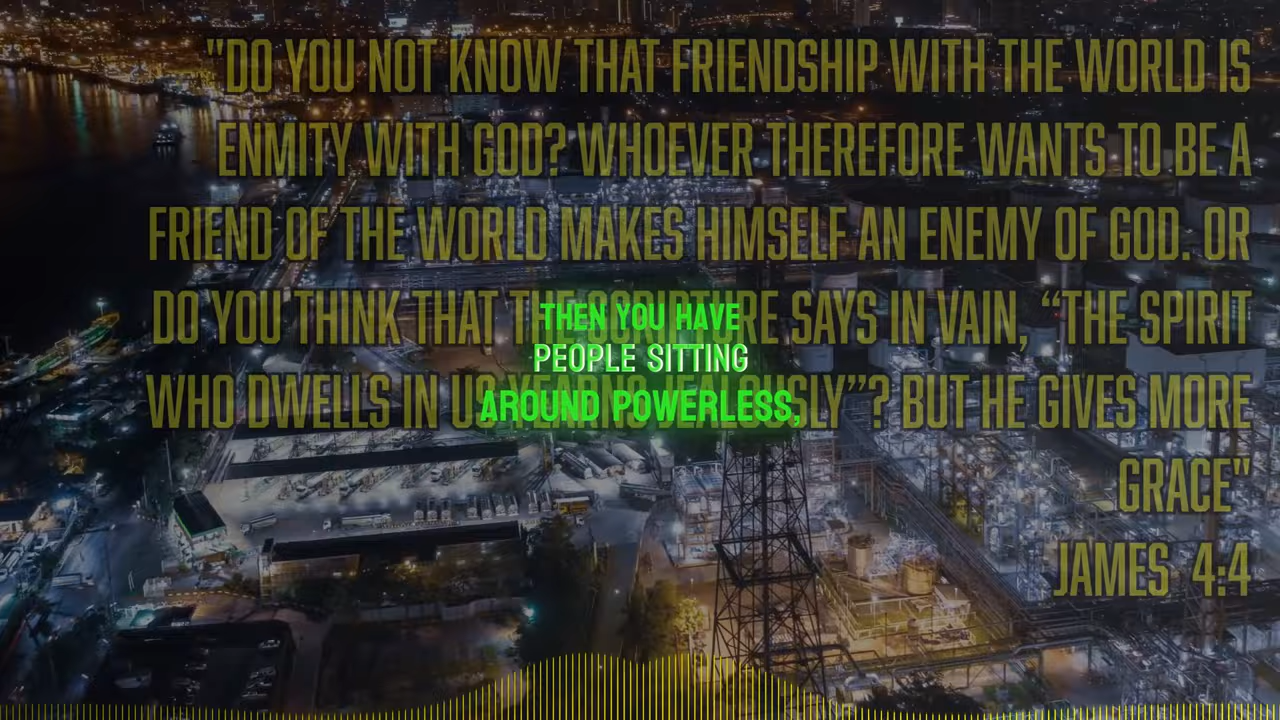 "DO YOU NOT KNOW THAT FRIENDSHIP WITH THE WORLD IS
ENMITY WITH GOD? WHOEVER THEREFORE WANTS TO BE A
FRIEND OF THE WORLD MAKES HIMSELF AN ENEMY OF GOD. OR
DO YOU THINK THAT THE SCRIPTURE SAYS IN VAIN, “THE SPIRIT
WHO DWELLS IN US YEARNS JEALOUSLY”? BUT HE GIVES MORE
GRACE"
JAMES 4:4
THEN YOU HAVE
PEOPLE SITTING
AROUND POWERLESS,